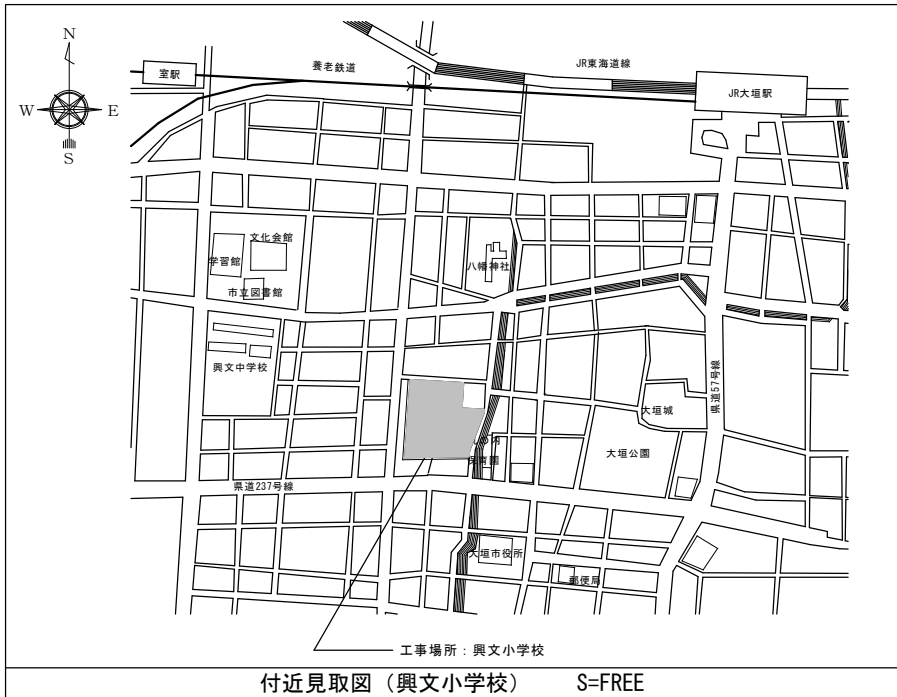 N
W
E
S
室駅
養老鉄道
JR東海道線
JR大垣駅
文化会館
学習館
市立図書館
八幡神社
興文中学校
県道57号線
大垣城
大垣公園
保育園
県道237号線
大垣市役所
郵便局
工事場所：興文小学校
付近見取図（興文小学校） S=FREE